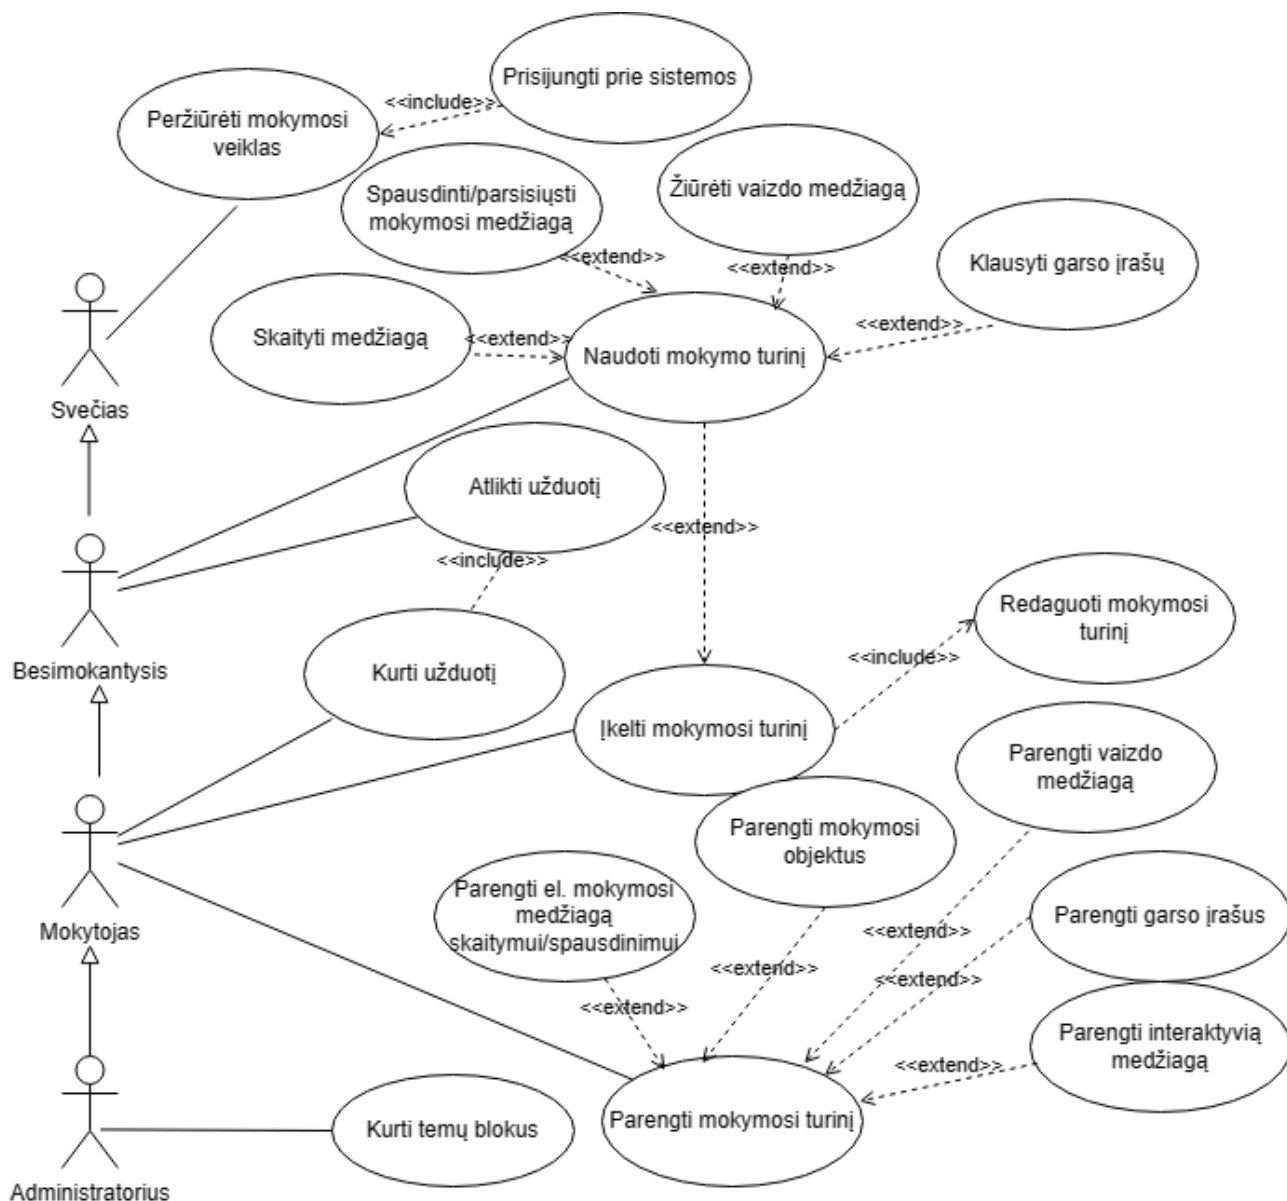 Prisijungti prie sistemos
<<include>>
Peržiūrėti mokymosi
veiklas
Spausdinti/parsisiųsti
mokymosi medžiagą
Žiūrėti vaizdo medžiagą
<<extend>>
<<extend>>
Klausyti garso įrašų
Skaityti medžiagą
<<extend>>
Naudoti mokymo turinį
<<extend>>
Svečias
Atlikti užduotį
<<extend>>
<<include>>
Redaguoti mokymosi
turinį
Besimokantysis
Kurti užduotį
<<include>>
Įkelti mokymosi turinį
Parengti vaizdo
medžiagą
Parengti mokymosi
objektus
Parengti el. mokymosi
medžiagą
skaitymui/spausdinimui
Parengti garso įrašus
Mokytojas
<<extend>>
<<extend>>
<<extend>>
<<extend>>
Parengti interaktyvią
medžiagą
<<extend>>
Parengti mokymosi turinį
Kurti temų blokus
Administratorius